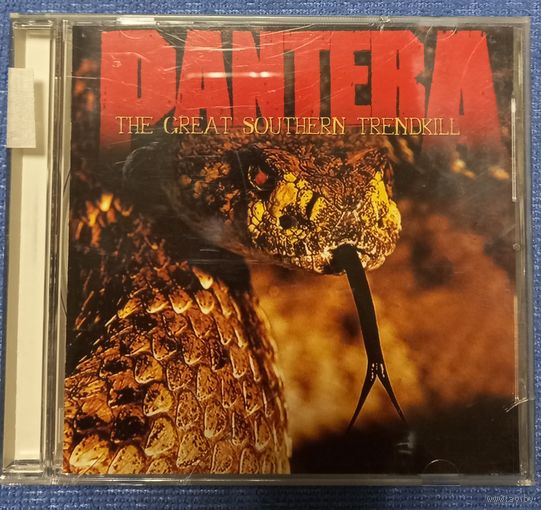 PANTERA
THE GREAT SOUTHERN TRENDKILL